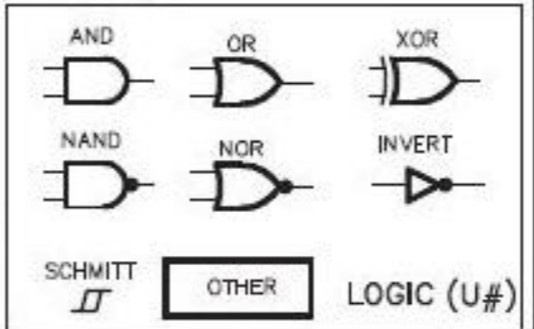 AND
OR
XOR
NAND
NOR
INVERT
SCHMITT
OTHER
LOGIC (U#)